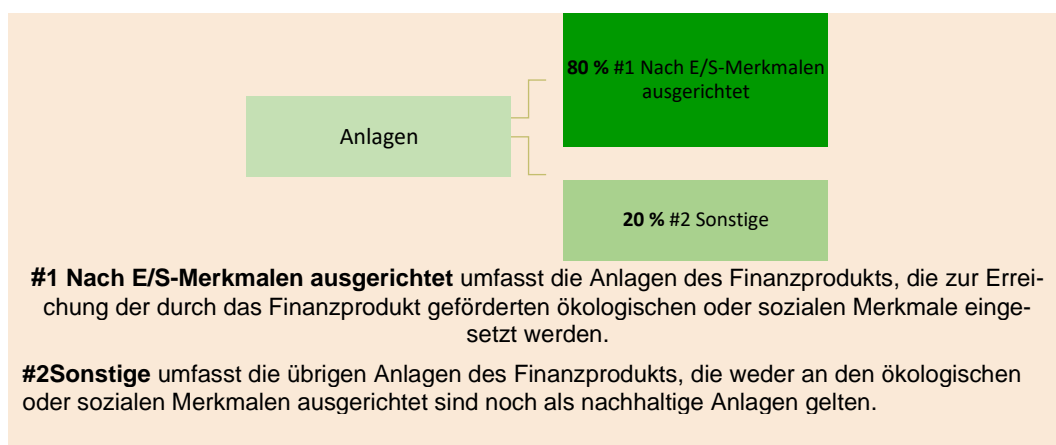 80 % #1 Nach E/S-Merkmalen
ausgerichtet
Anlagen
20 % #2 Sonstige
#1 Nach E/S-Merkmalen ausgerichtet umfasst die Anlagen des Finanzprodukts, die zur Errei-
chung der durch das Finanzprodukt geförderten ökologischen oder sozialen Merkmale einge-
setzt werden.
#2Sonstige umfasst die übrigen Anlagen des Finanzprodukts, die weder an den ökologischen
oder sozialen Merkmalen ausgerichtet sind noch als nachhaltige Anlagen gelten.